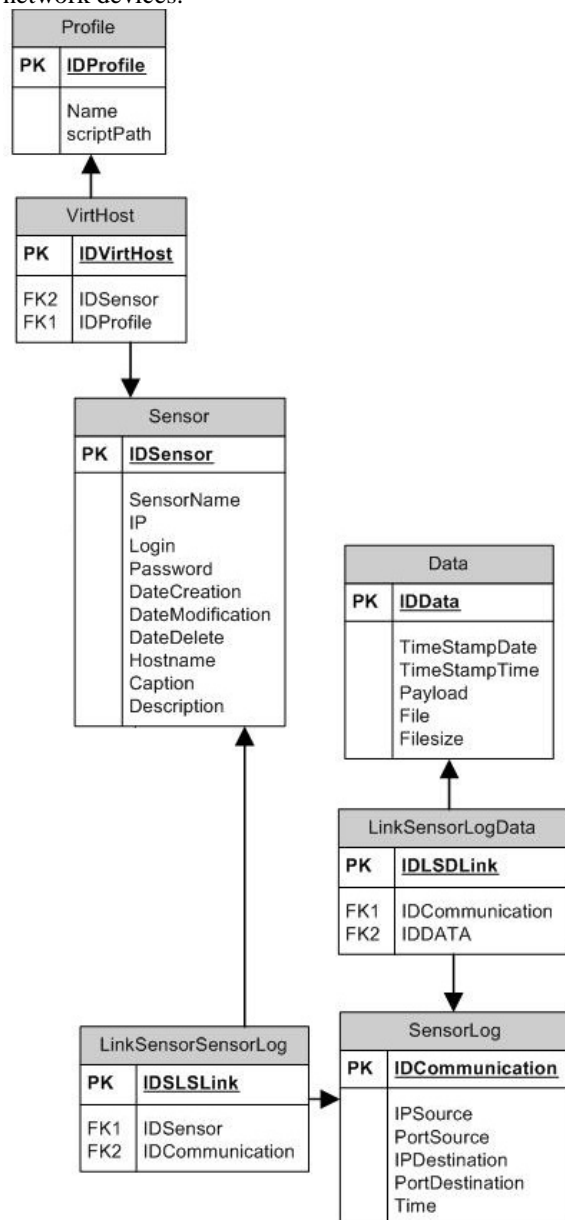 network devices.
Profile
PK IDProfile
Name
scriptPath
VirtHost
PK IDVirtHost
FK2 IDSensor
FK1 IDProfile
Sensor
PK IDSensor
SensorName
IP
Login
Password
DateCreation
DateModification
DateDelete
Hostname
Caption
Description
Data
PK IDData
TimeStampDate
TimeStampTime
Payload
File
Filesize
LinkSensorLogData
PK IDLSDLink
FK1 IDCommunication
FK2 IDDATA
LinkSensorSensorLog
PK IDSLSLink
FK1 IDSensor
FK2 IDCommunication
SensorLog
PK IDCommunication
IPSource
PortSource
IPDestination
PortDestination
Time